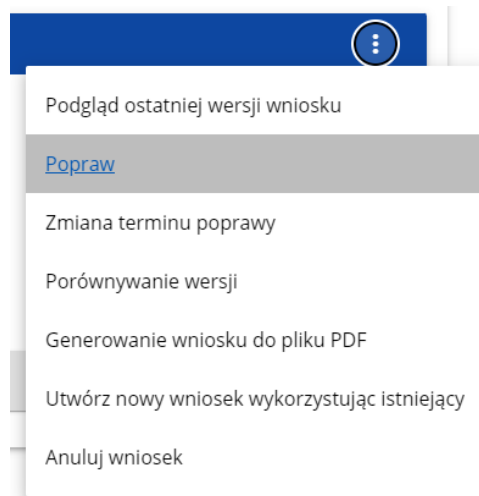 Podgląd ostatniej wersji wniosku
Popraw
Zmiana terminu poprawy
Porównywanie wersji
Generowanie wniosku do pliku PDF
Utwórz nowy wniosek wykorzystując istniejący
Anuluj wniosek